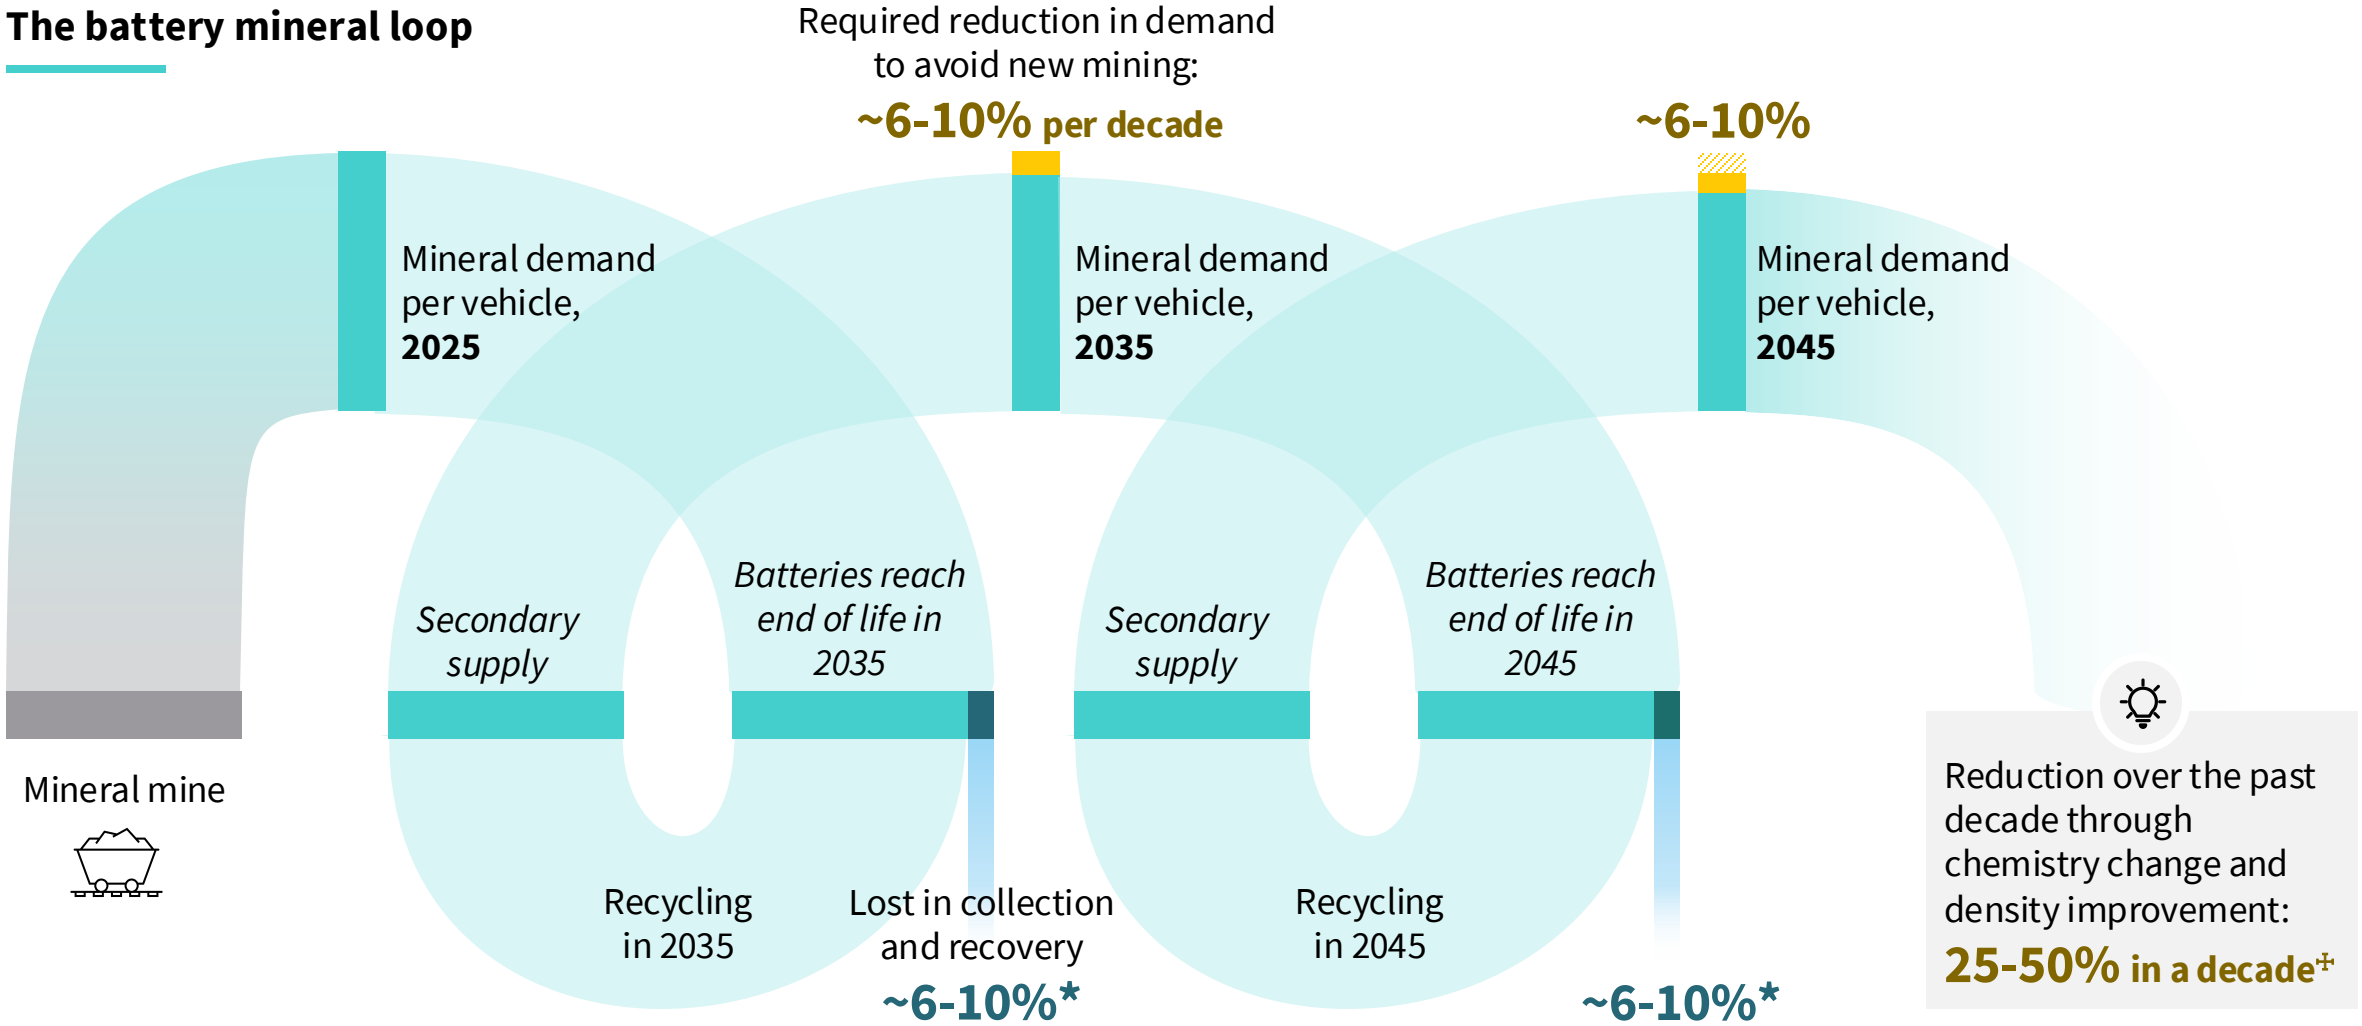 The battery mineral loop
Required reduction in demand
to avoid new mining:
~6-10% per decade
~6-10%
Mineral demand
per vehicle,
2025
Mineral demand
per vehicle,
2035
Mineral demand
per vehicle,
2045
Secondary
supply
Batteries reach
end of life in
2035
Secondary
supply
Batteries reach
end of life in
2045
Mineral mine
Recycling
in 2035
Lost in collection
and recovery
~6-10%*
Recycling
in 2045
~6-10%*
Reduction over the past
decade through
chemistry change and
density improvement:
25-50% in a decade☩